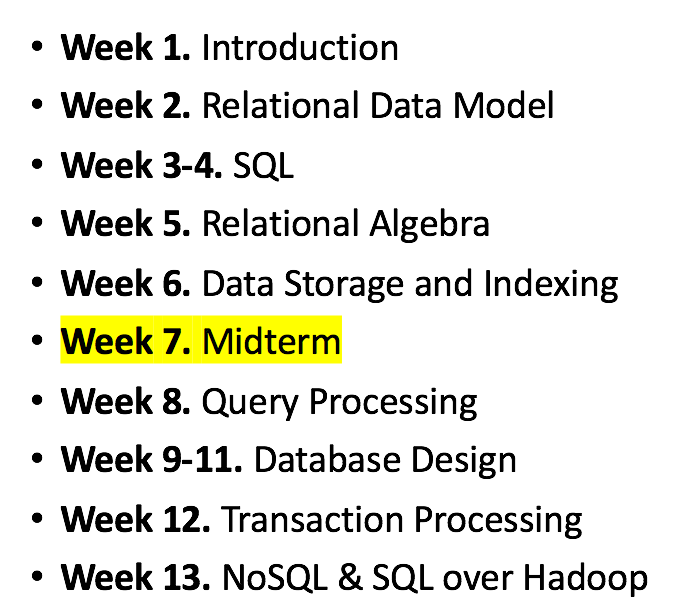 • Week 1. Introduction
• Week 2. Relational Data Model
• Week 3-4. SQL
• Week 5. Relational Algebra
• Week 6. Data Storage and Indexing
• Week 7. Midterm
• Week 8. Query Processing
• Week 9-11. Database Design
• Week 12. Transaction Processing
• Week 13. NoSQL & SQL over Hadoop